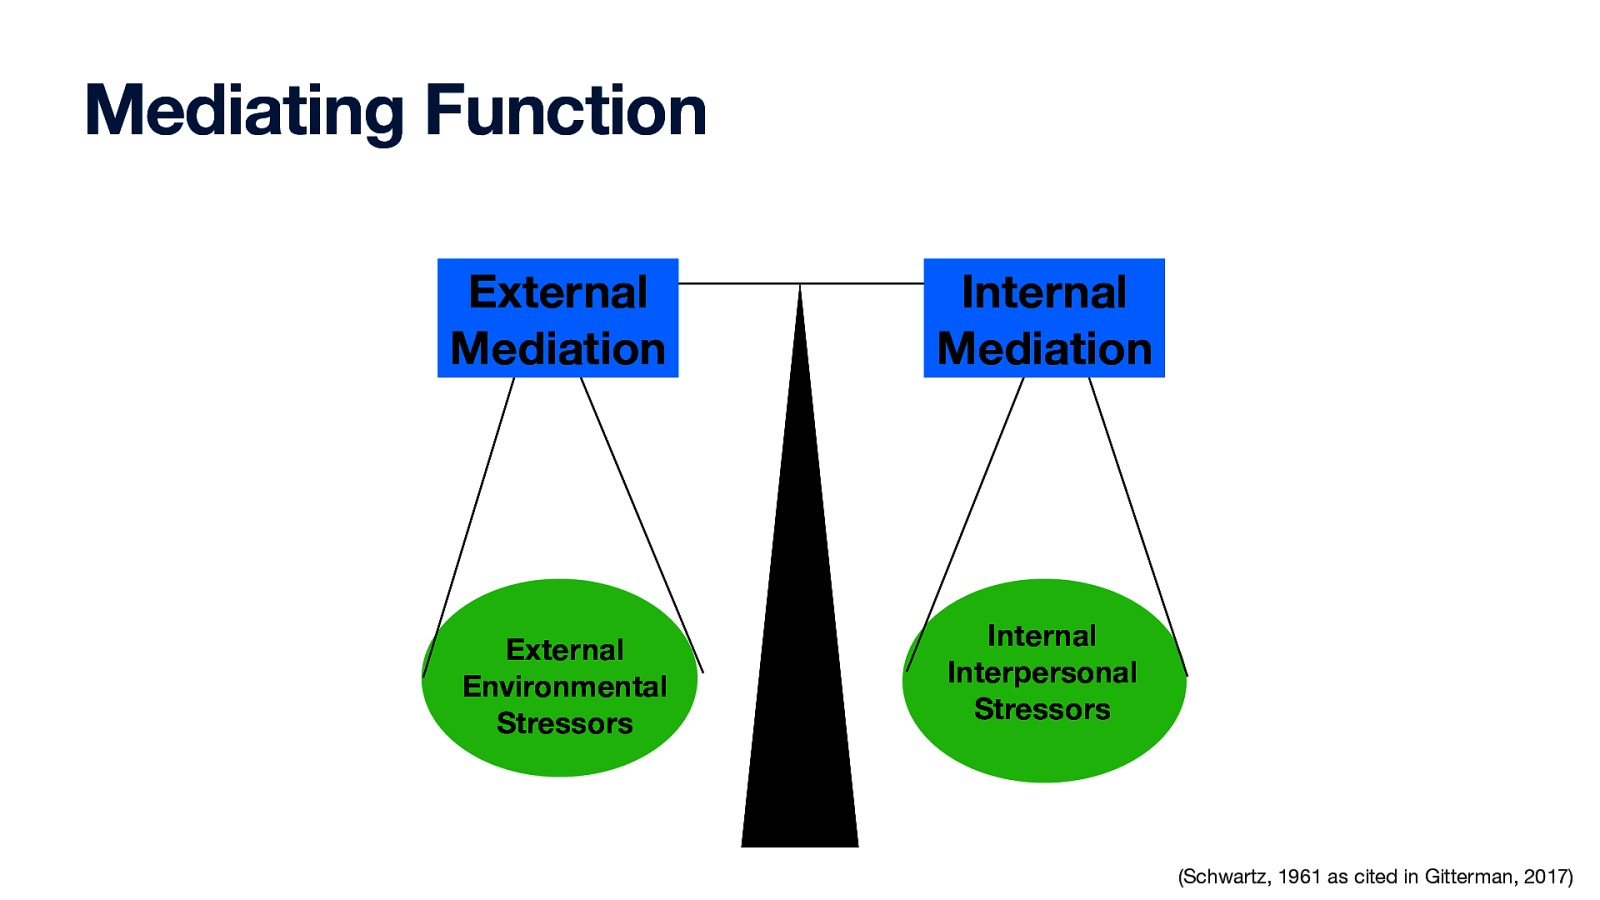 Mediating Function
External
Mediation
Internal
Mediation
External
Environmental
Stressors
Internal
Interpersonal
Stressors
(Schwartz, 1961 as cited in Gitterman, 2017)